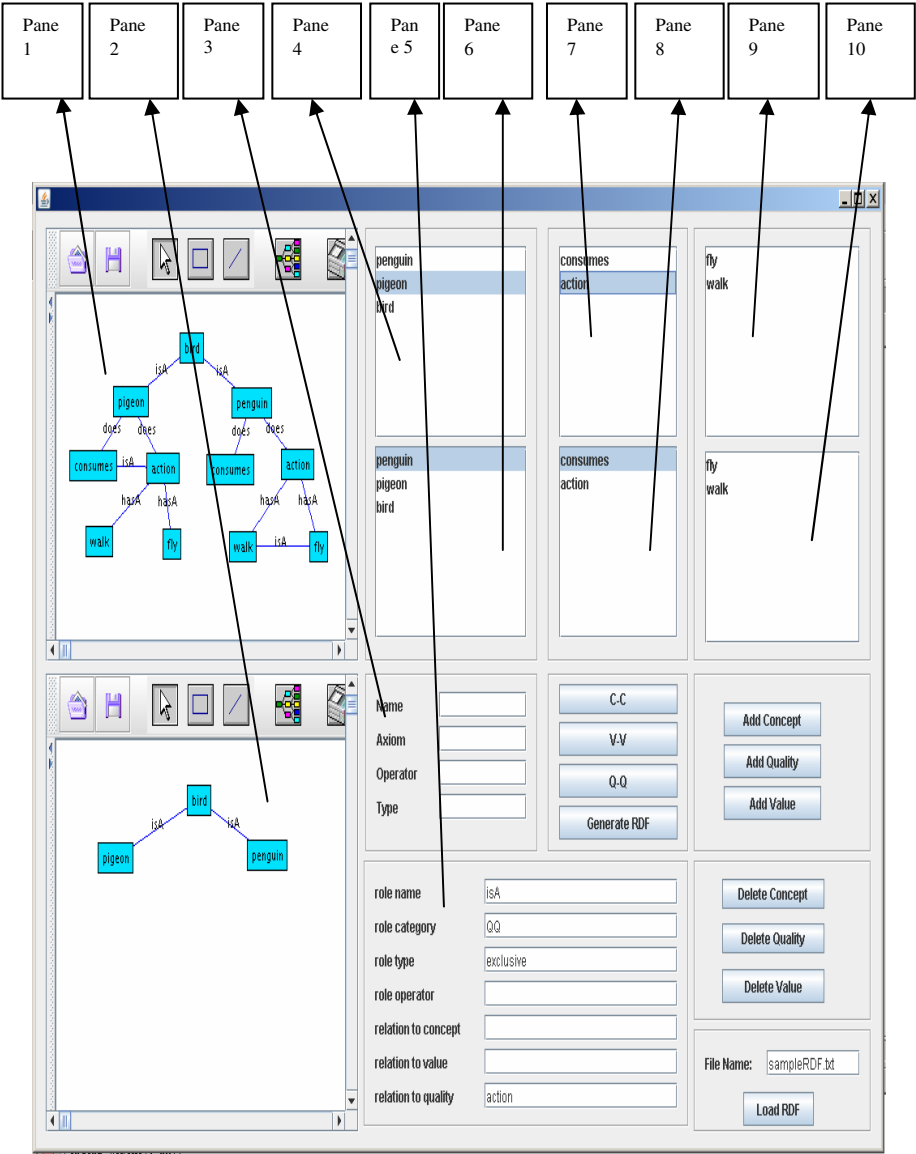 Pane
1
Pane
2
Pane
3
Pane
4
Pan
e 5
Pane
6
Pane
7
Pane
8
Pane
9
Pane
10
bird
isA
isA
pigeon
penguin
does
does
does
does
consumes
isA
action
consumes
action
hasA
hasA
hasA
hasA
walk
fly
walk
isA
fly
penguin
pigeon
bird
consumes
action
fly
walk
penguin
pigeon
bird
consumes
action
fly
walk
bird
isA
isA
pigeon
penguin
Name
Axiom
Operator
Type
C-C
V-V
Q-Q
Generate RDF
Add Concept
Add Quality
Add Value
role name
isA
role category
QQ
role type
exclusive
role operator
relation to concept
relation to value
relation to quality
action
Delete Concept
Delete Quality
Delete Value
File Name:
sampleRDF.txt
Load RDF